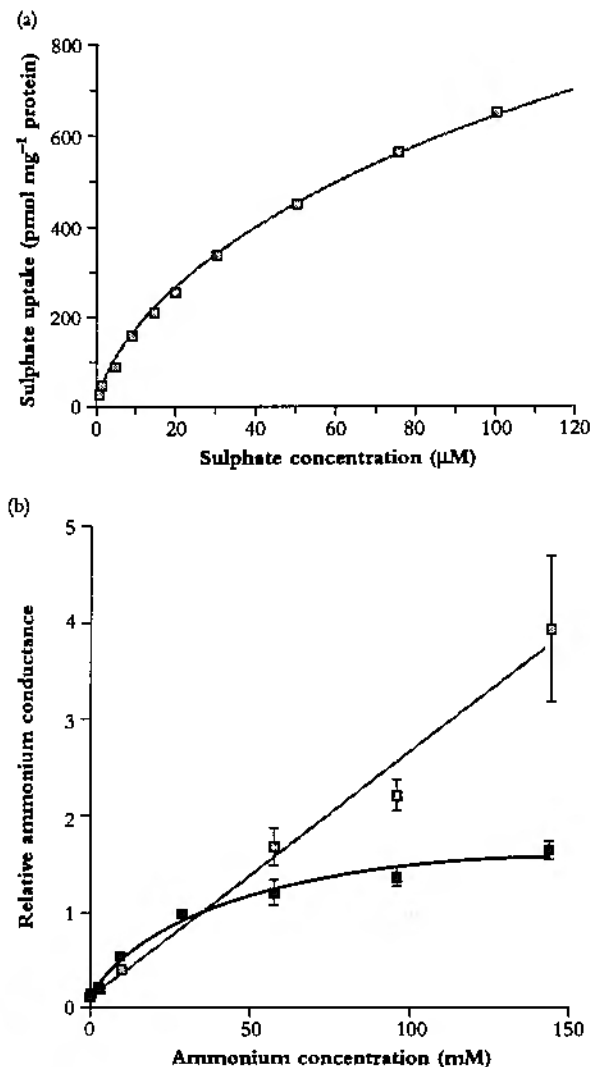 (a)
800
600
400
200
0
Sulphate uptake (pmol mg⁻¹ protein)
0 20 40 60 80 100 120
Sulphate concentration (µM)
(b)
5
4
3
2
1
0
Relative ammonium conductance
0 50 100 150
Ammonium concentration (mM)